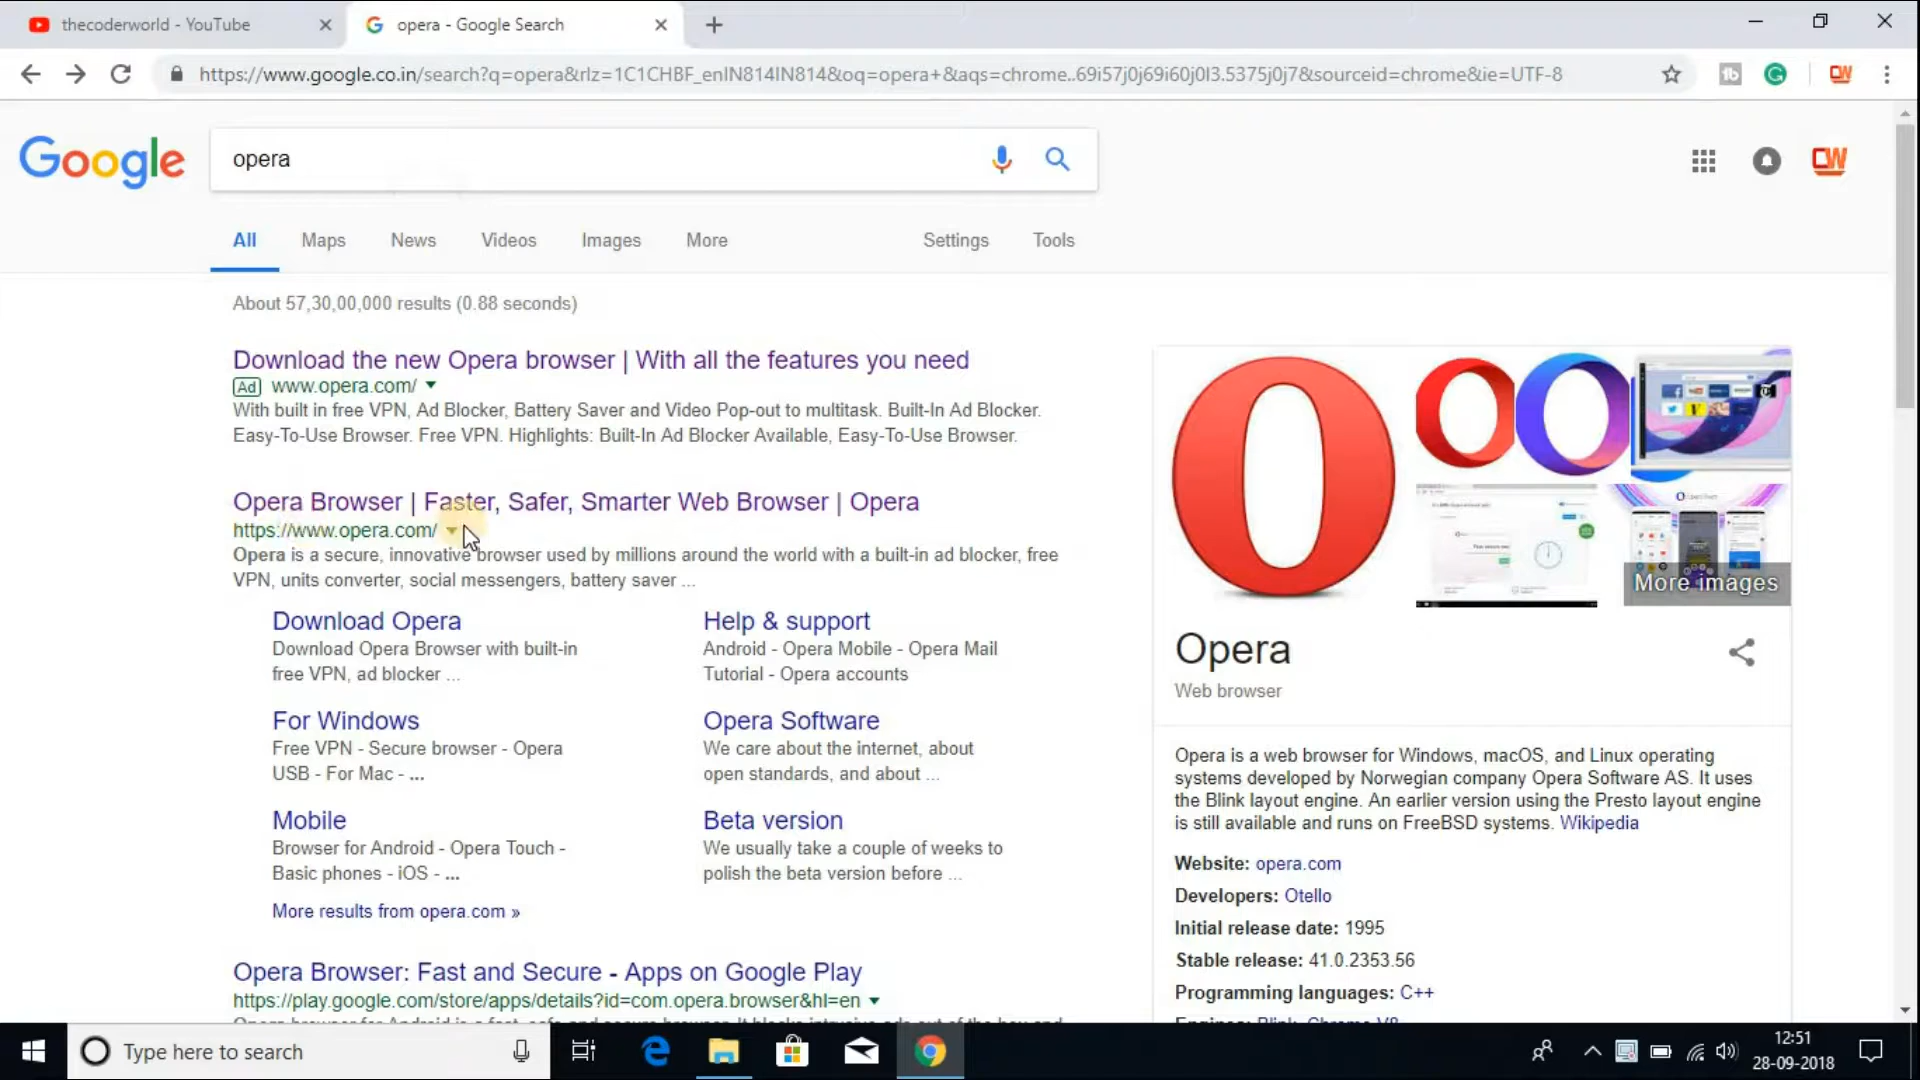 thecoderworld - YouTube
opera - Google Search
https://www.google.co.in/search?q=opera&rlz=1C1CHBF_enIN814IN814&oq=opera+&aqs=chrome..69i57j0j69i60j0l3.5375j0j7&sourceid=chrome&ie=UTF-8
Google
opera
CW
All Maps News Videos Images More Settings Tools
About 57,30,00,000 results (0.88 seconds)
Download the new Opera browser | With all the features you need
Ad www.opera.com/
With built in free VPN, Ad Blocker, Battery Saver and Video Pop-out to multitask. Built-In Ad Blocker.
Easy-To-Use Browser. Free VPN. Highlights: Built-In Ad Blocker Available, Easy-To-Use Browser.
Opera Browser | Faster, Safer, Smarter Web Browser | Opera
https://www.opera.com/
Opera is a secure, innovative browser used by millions around the world with a built-in ad blocker, free
VPN, units converter, social messengers, battery saver ...
Download Opera
Download Opera Browser with built-in
free VPN, ad blocker ...
Help & support
Android - Opera Mobile - Opera Mail
Tutorial - Opera accounts
For Windows
Free VPN - Secure browser - Opera
USB - For Mac - ...
Opera Software
We care about the internet, about
open standards, and about ...
Mobile
Browser for Android - Opera Touch -
Basic phones - iOS - ...
Beta version
We usually take a couple of weeks to
polish the beta version before ...
More results from opera.com »
Opera Browser: Fast and Secure - Apps on Google Play
https://play.google.com/store/apps/details?id=com.opera.browser&hl=en
More images
Opera
Web browser
Opera is a web browser for Windows, macOS, and Linux operating
systems developed by Norwegian company Opera Software AS. It uses
the Blink layout engine. An earlier version using the Presto layout engine
is still available and runs on FreeBSD systems. Wikipedia
Website: opera.com
Developers: Otello
Initial release date: 1995
Stable release: 41.0.2353.56
Programming languages: C++
Type here to search
12:51
28-09-2018